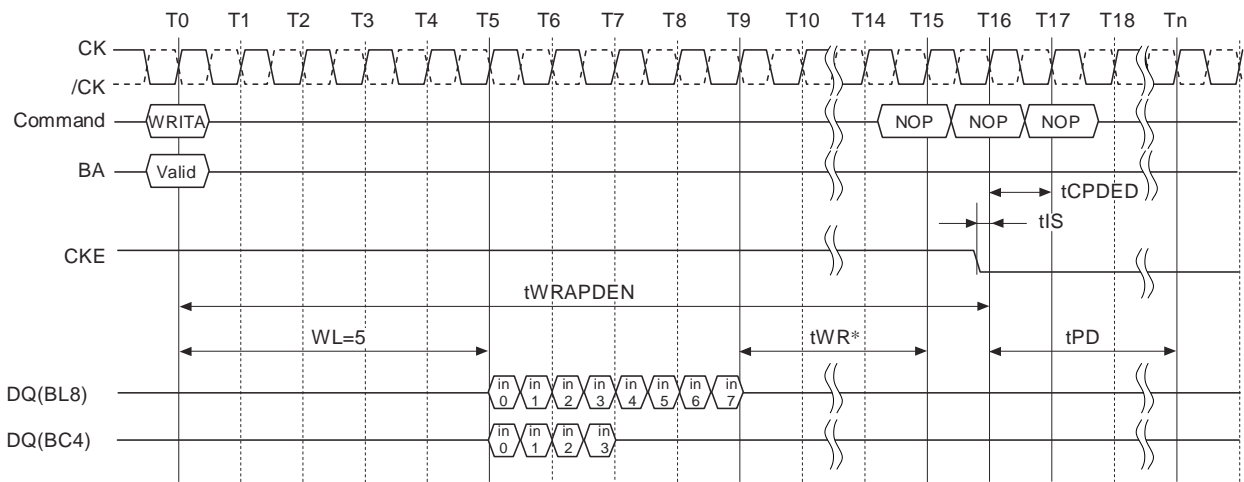 T0 T1 T2 T3 T4 T5 T6 T7 T8 T9 T10 T14 T15 T16 T17 T18 Tn
CK
/CK
Command WRITA NOP NOP NOP
BA Valid
tCPDED
tIS
CKE
tWRAPDEN
WL=5 tWR* tPD
DQ(BL8) in 0 in 1 in 2 in 3 in 4 in 5 in 6 in 7
DQ(BC4) in 0 in 1 in 2 in 3